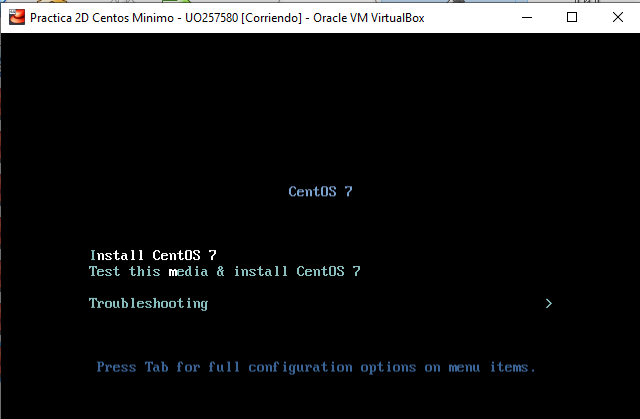 Practica 2D Centos Minimo - UO257580 [Corriendo] - Oracle VM VirtualBox
CentOS 7
Install CentOS 7
Test this media & install CentOS 7
Troubleshooting >
Press Tab for full configuration options on menu items.